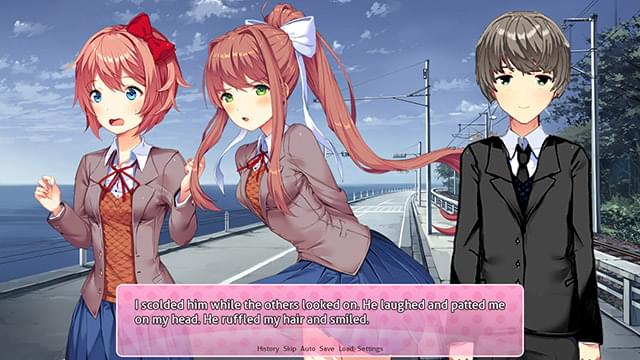 I scolded him while the others looked on. He laughed and patted me
on my head. He ruffled my hair and smiled.
History Skip Auto Save Load Settings